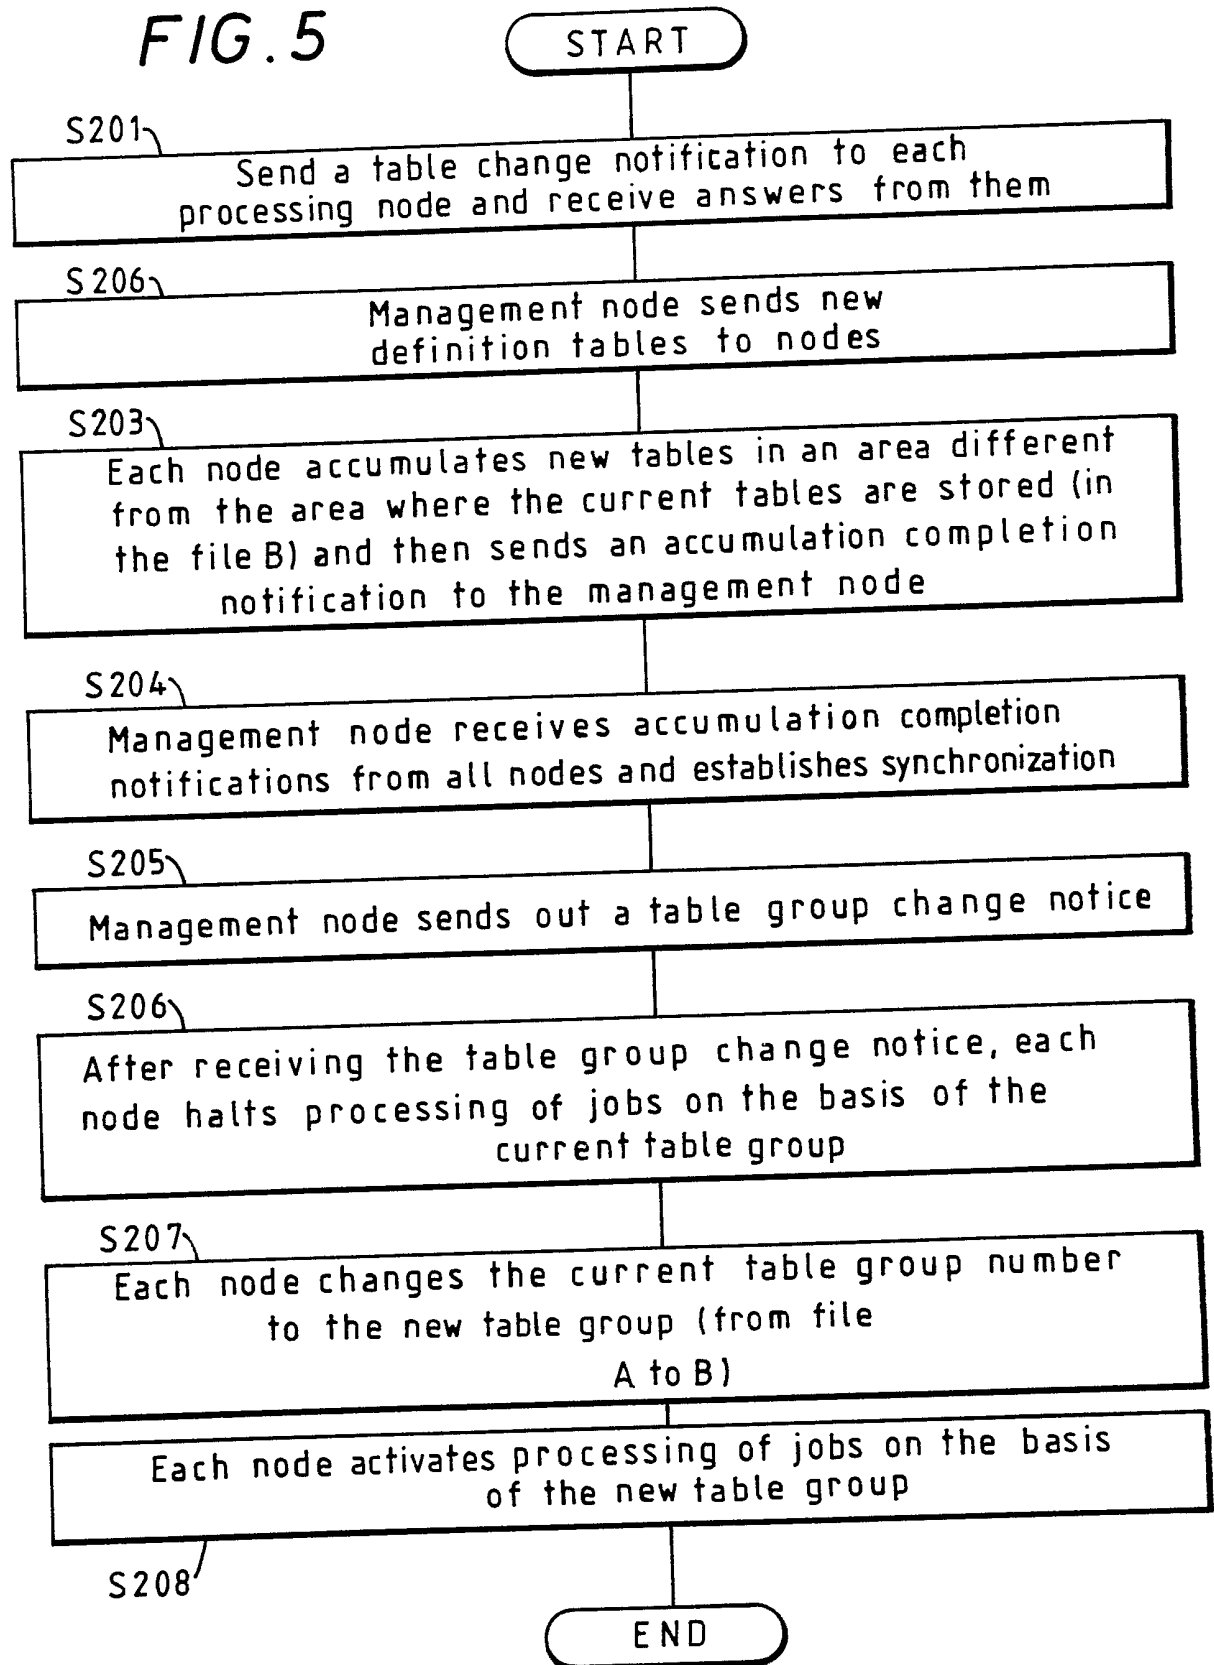 FIG. 5
START
S201
Send a table change notification to each
processing node and receive answers from them
S206
Management node sends new
definition tables to nodes
S203
Each node accumulates new tables in an area different
from the area where the current tables are stored (in
the file B) and then sends an accumulation completion
notification to the management node
S204
Management node receives accumulation completion
notifications from all nodes and establishes synchronization
S205
Management node sends out a table group change notice
S206
After receiving the table group change notice, each
node halts processing of jobs on the basis of the
current table group
S207
Each node changes the current table group number
to the new table group (from file
A to B)
Each node activates processing of jobs on the basis
of the new table group
S208
END